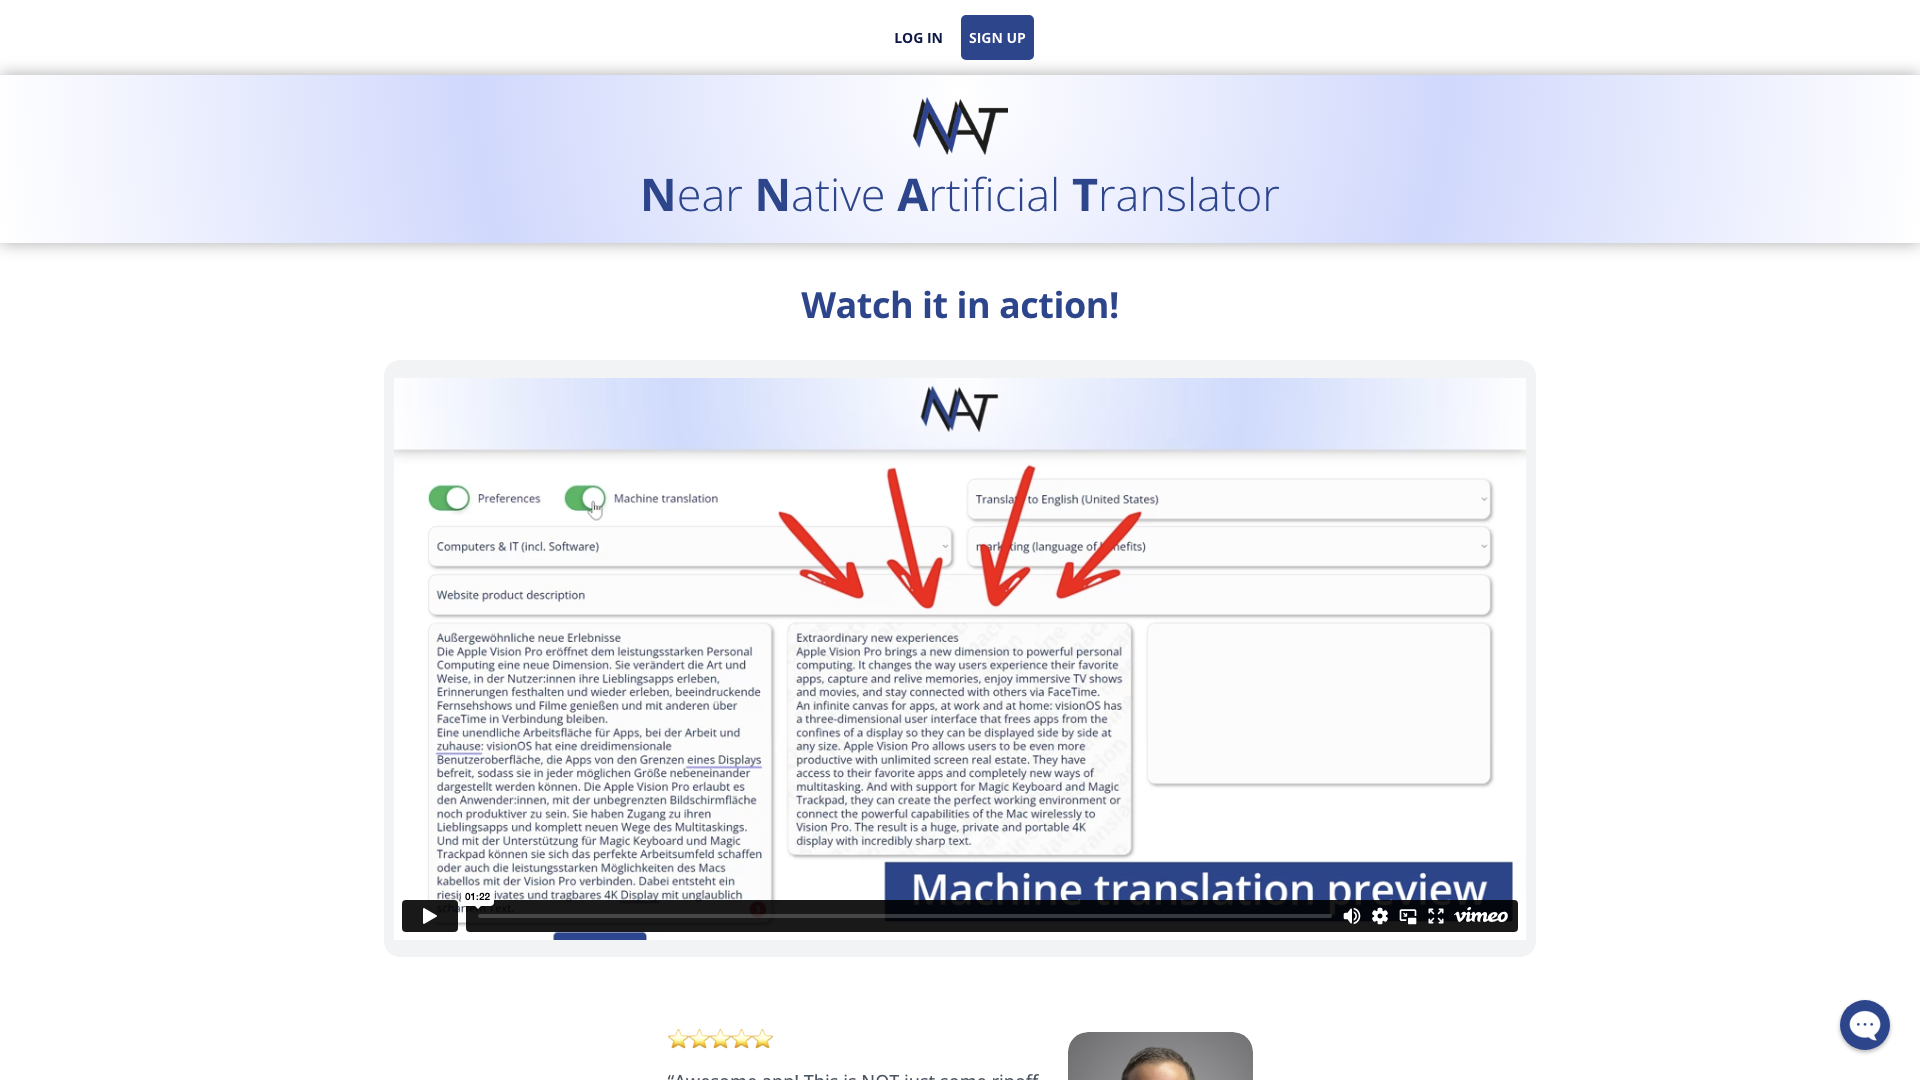 LOG IN
SIGN UP
NAT
Near Native Artificial Translator
Watch it in action!
NAT
Preferences
Machine translation
Translate to English (United States)
Computers & IT (incl. Software)
marketing (language of benefits)
Website product description
Außergewöhnliche neue Erlebnisse
Die Apple Vision Pro eröffnet dem leistungsstarken Personal
Computing eine neue Dimension. Sie verändert die Art und
Weise, in der Nutzer:innen ihre Lieblingsapps erleben,
Erinnerungen festhalten und wieder erleben, beeindruckende
Fernsehshows und Filme genießen und mit anderen über
FaceTime in Verbindung bleiben.
Eine unendliche Arbeitsfläche für Apps, bei der Arbeit und
zuhause: visionOS hat eine dreidimensionale
Benutzeroberfläche, die Apps von den Grenzen eines Displays
befreit, sodass sie in jeder möglichen Größe nebeneinander
dargestellt werden können. Die Apple Vision Pro erlaubt es
den Anwender:innen, mit der unbegrenzten Bildschirmfläche
noch produktiver zu sein. Sie haben Zugang zu ihren
Lieblingsapps und komplett neuen Wege des Multitaskings.
Und mit der Unterstützung für Magic Keyboard und Magic
Trackpad können sie sich das perfekte Arbeitsumfeld schaffen
oder auch die leistungsstarken Möglichkeiten des Macs
kabellos mit der Vision Pro verbinden. Dabei entsteht ein
und tragbares 4K Display mit unglaublich
Extraordinary new experiences
Apple Vision Pro brings a new dimension to powerful personal
computing. It changes the way users experience their favorite
apps, capture and relive memories, enjoy immersive TV shows
and movies, and stay connected with others via FaceTime.
An infinite canvas for apps, at work and at home: visionOS has
a three-dimensional user interface that frees apps from the
confines of a display so they can be displayed side by side at
any size. Apple Vision Pro allows users to be even more
productive with unlimited screen real estate. They have
access to their favorite apps and completely new ways of
multitasking. And with support for Magic Keyboard and Magic
Trackpad, they can create the perfect working environment or
connect the powerful capabilities of the Mac wirelessly to
Vision Pro. The result is a huge, private and portable 4K
display with incredibly sharp text.
Machine translation preview
01:22
vimeo
“Awesome app! This is NOT just some ripoff